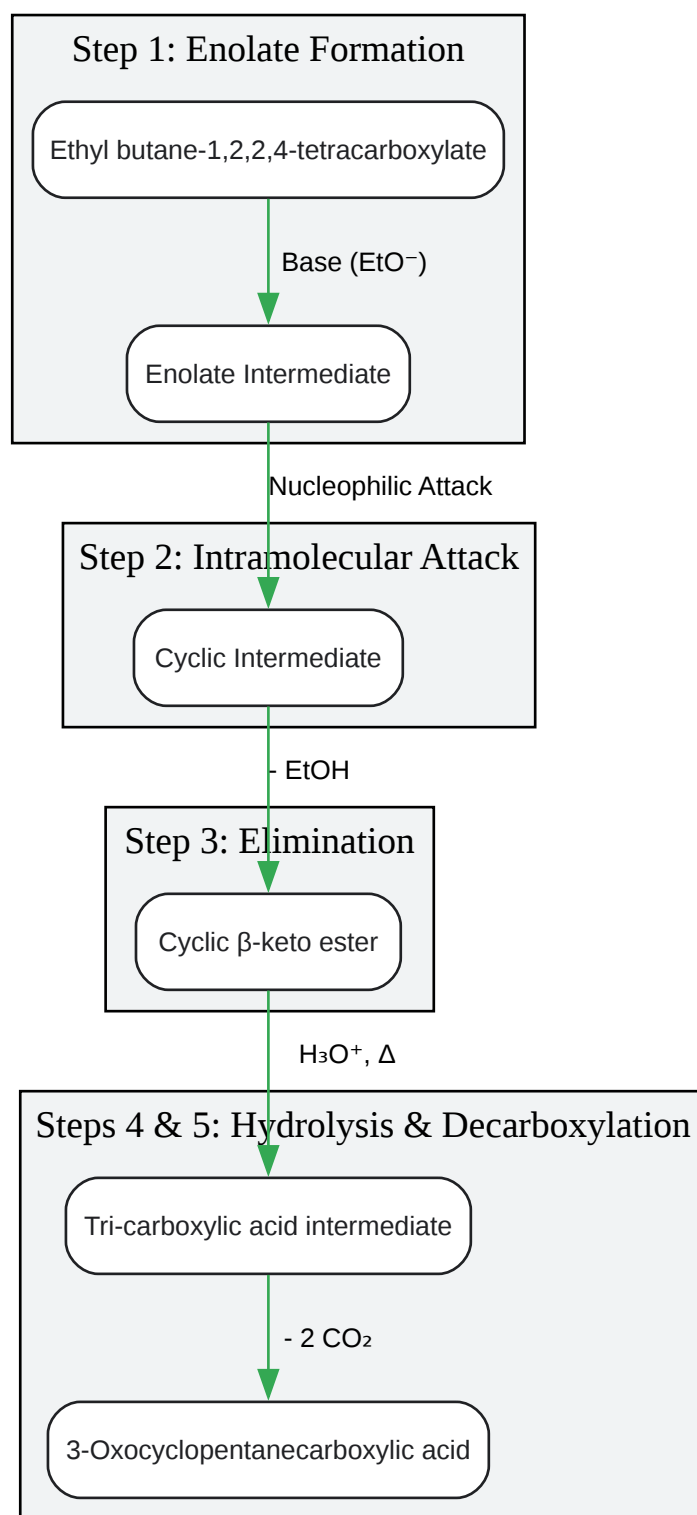 Step 1: Enolate Formation
Ethyl butane-1,2,2,4-tetracarboxylate
Base (EtO⁻)
Enolate Intermediate
Nucleophilic Attack
Step 2: Intramolecular Attack
Cyclic Intermediate
- EtOH
Step 3: Elimination
Cyclic β-keto ester
H₃O⁺, Δ
Steps 4 & 5: Hydrolysis & Decarboxylation
Tri-carboxylic acid intermediate
- 2 CO₂
3-Oxocyclopentanecarboxylic acid